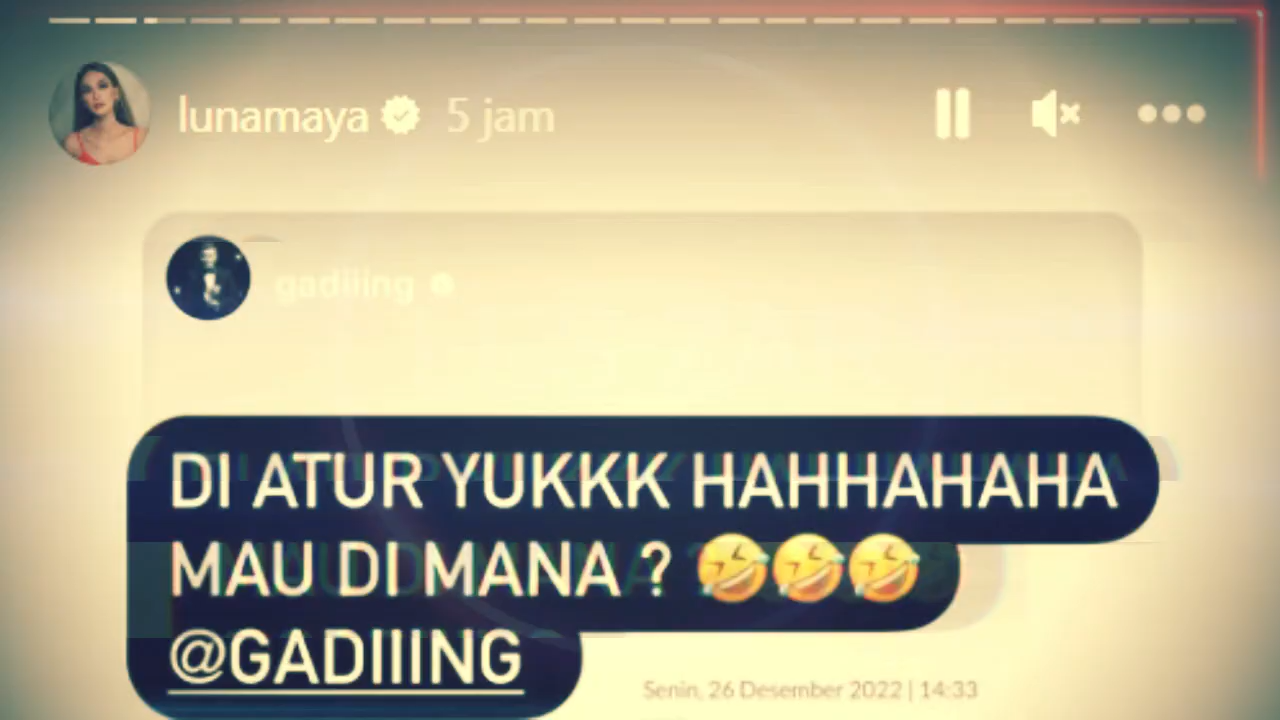 lunamaya 5 jam
gadiiing
DI ATUR YUKKK HAHHAHAHA
MAU DI MANA ? 🤣🤣🤣
@GADIIING
Senin, 26 Desember 2022 | 14:33